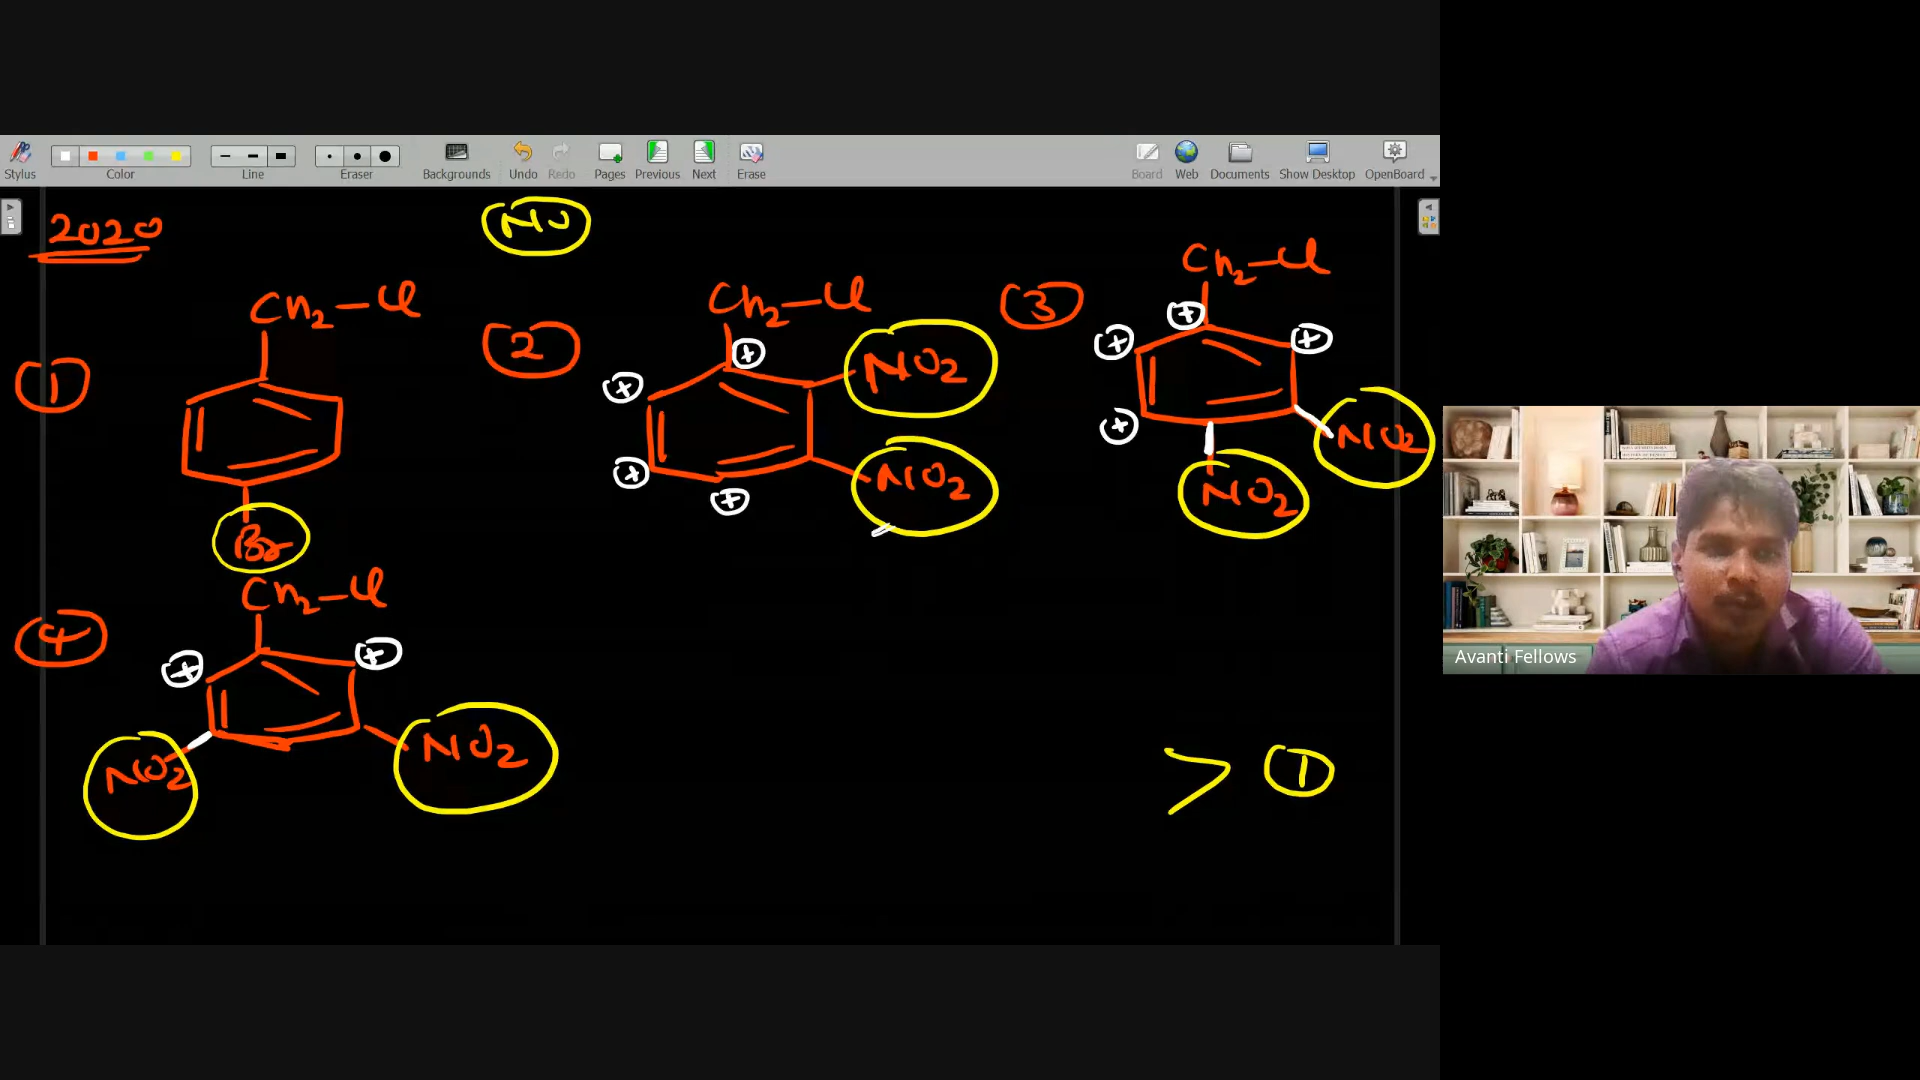 Stylus
Color
Line
Eraser
Backgrounds
Undo
Redo
Pages
Previous
Next
Erase
Board
Web
Documents
Show Desktop
OpenBoard
2020
NO
1
CH2-Cl
Br
2
CH2-Cl
NO2
NO2
3
CH2-Cl
NO2
NO2
4
CH2-Cl
NO2
NO2
> 1
Avanti Fellows